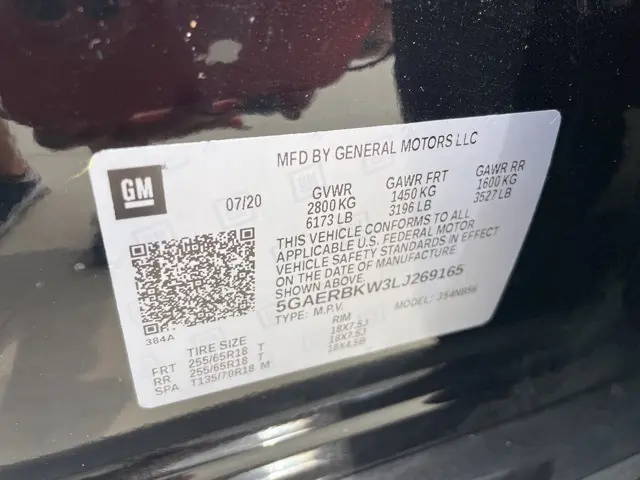 MFD BY GENERAL MOTORS LLC
GM
07/20
GVWR GAWR FRT GAWR RR
2800 KG 1450 KG 1600 KG
6173 LB 3196 LB 3527 LB
THIS VEHICLE CONFORMS TO ALL
APPLICABLE U.S. FEDERAL MOTOR
VEHICLE SAFETY STANDARDS IN
EFFECT ON THE DATE OF
MANUFACTURE SHOWN ABOVE.
5GAERBKW3LJ269165
TYPE: M.P.V. MODEL: 354NB56
384A
TIRE SIZE RIM
FRT 255/65R18 T 18X7.5J
RR 255/65R18 T 18X7.5J
SPA T135/70R18 M 18X4.5B